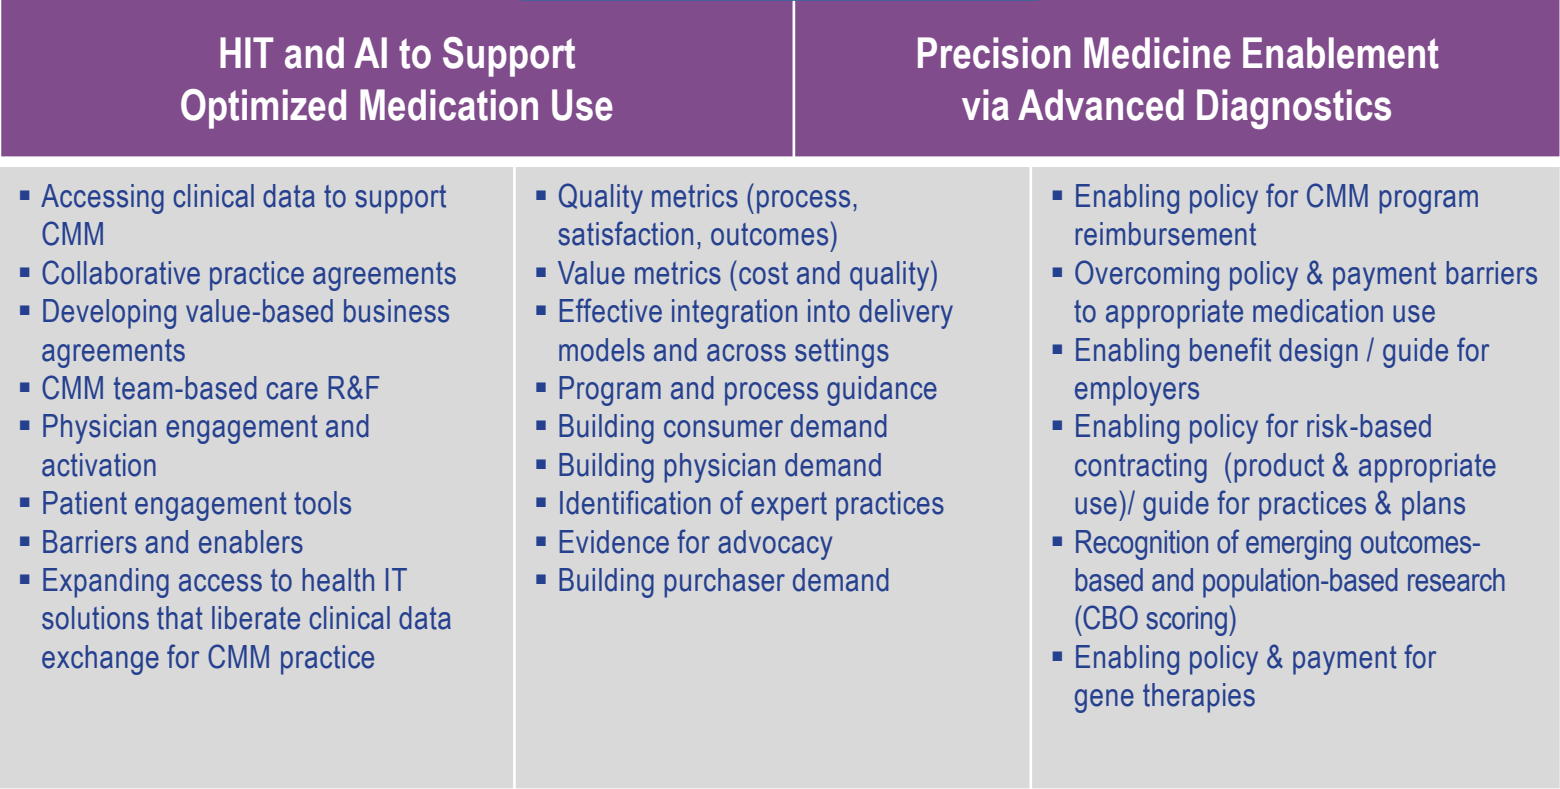 HIT and AI to Support
Optimized Medication Use
Precision Medicine Enablement
via Advanced Diagnostics
▪ Accessing clinical data to support
CMM
▪ Collaborative practice agreements
▪ Developing value-based business
agreements
▪ CMM team-based care R&F
▪ Physician engagement and
activation
▪ Patient engagement tools
▪ Barriers and enablers
▪ Expanding access to health IT
solutions that liberate clinical data
exchange for CMM practice
▪ Quality metrics (process,
satisfaction, outcomes)
▪ Value metrics (cost and quality)
▪ Effective integration into delivery
models and across settings
▪ Program and process guidance
▪ Building consumer demand
▪ Building physician demand
▪ Identification of expert practices
▪ Evidence for advocacy
▪ Building purchaser demand
▪ Enabling policy for CMM program
reimbursement
▪ Overcoming policy & payment barriers
to appropriate medication use
▪ Enabling benefit design / guide for
employers
▪ Enabling policy for risk-based
contracting (product & appropriate
use)/ guide for practices & plans
▪ Recognition of emerging outcomes-
based and population-based research
(CBO scoring)
▪ Enabling policy & payment for
gene therapies